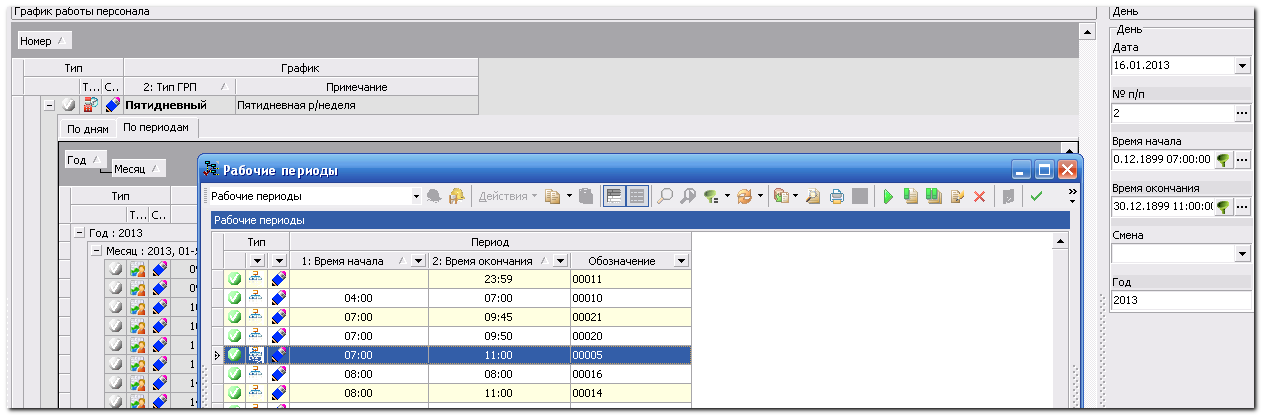 График работы персонала
Номер
Тип График
Т... С.. 2: Тип ГРП Примечание
Пятидневный Пятидневная р/неделя
По дням По периодам
Год
Месяц
Тип
Т... С..
Год : 2013
Месяц : 2013, 01-
Рабочие периоды
Рабочие периоды Действия
Рабочие периоды
Тип Период
1: Время начала 2: Время окончания Обозначение
23:59 00011
04:00 07:00 00010
07:00 09:45 00021
07:00 09:50 00020
07:00 11:00 00005
08:00 08:00 00016
08:00 11:00 00014
День
День
Дата
16.01.2013
№ п/п
2
Время начала
0.12.1899 07:00:00
Время окончания
30.12.1899 11:00:0
Смена
Год
2013